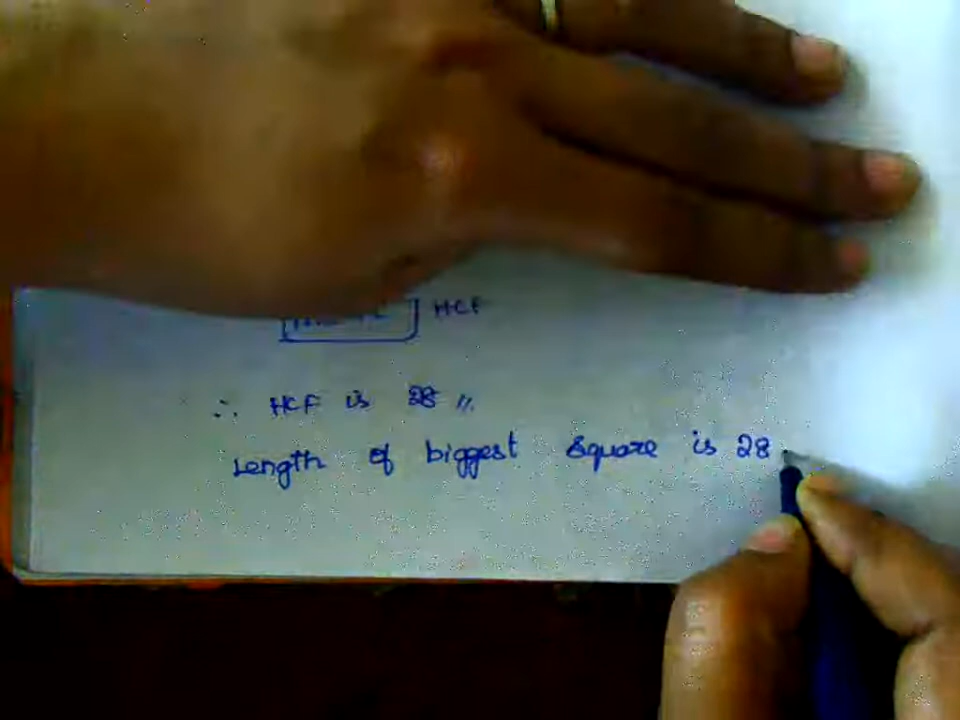 HCF
∴ HCF is 28 //
Length of biggest square is 28